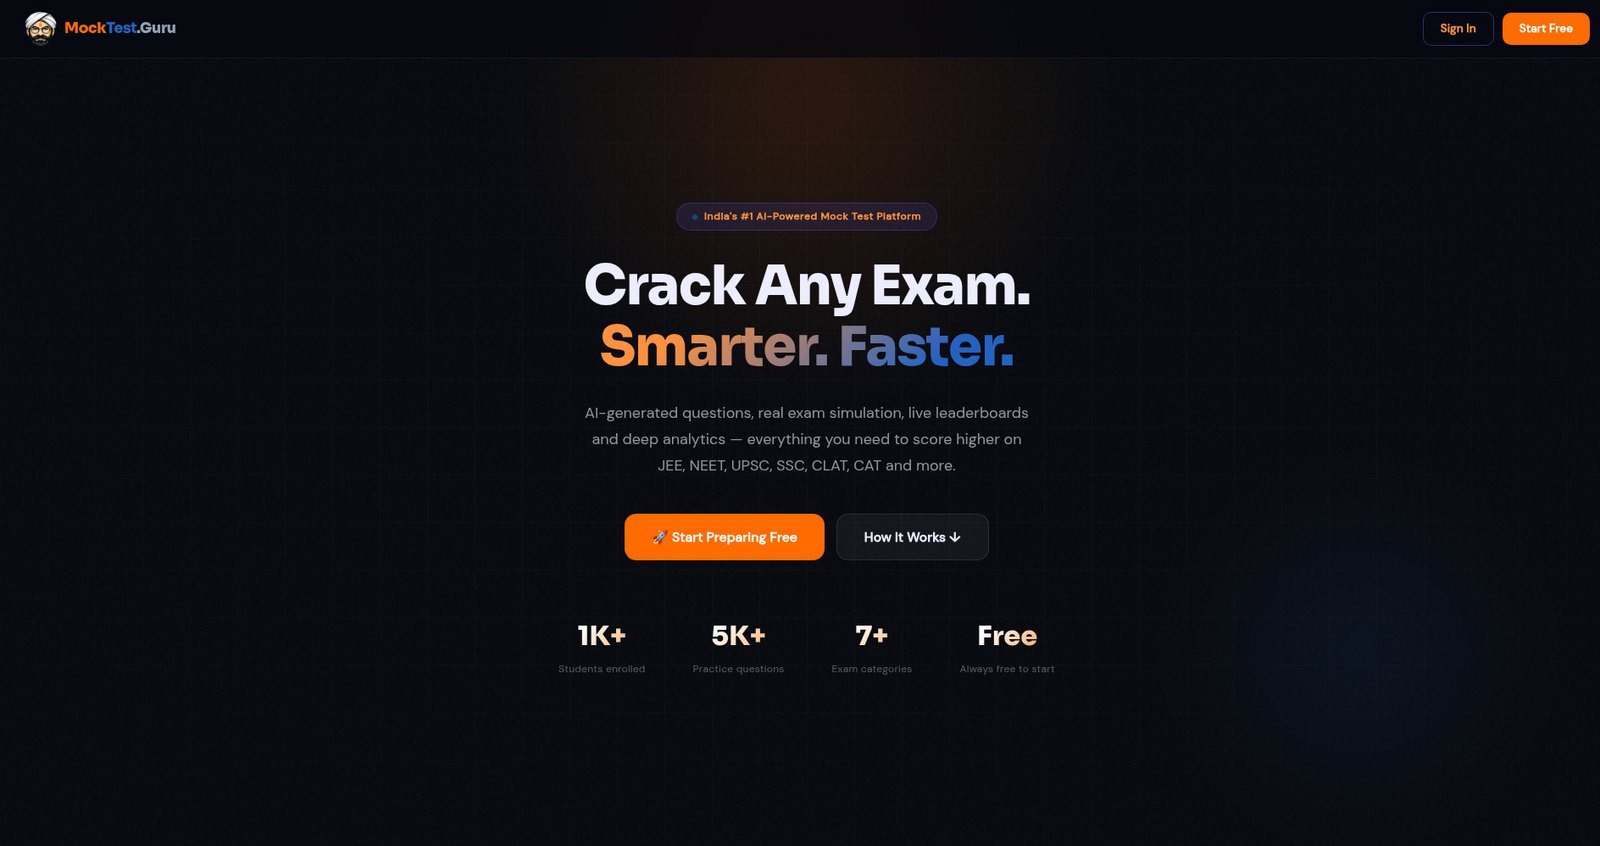 MockTest.Guru
Sign In
Start Free
India's #1 AI-Powered Mock Test Platform
Crack Any Exam.
Smarter. Faster.
AI-generated questions, real exam simulation, live leaderboards
and deep analytics — everything you need to score higher on
JEE, NEET, UPSC, SSC, CLAT, CAT and more.
🚀 Start Preparing Free
How It Works ↓
1K+
5K+
7+
Free
Students enrolled
Practice questions
Exam categories
Always free to start